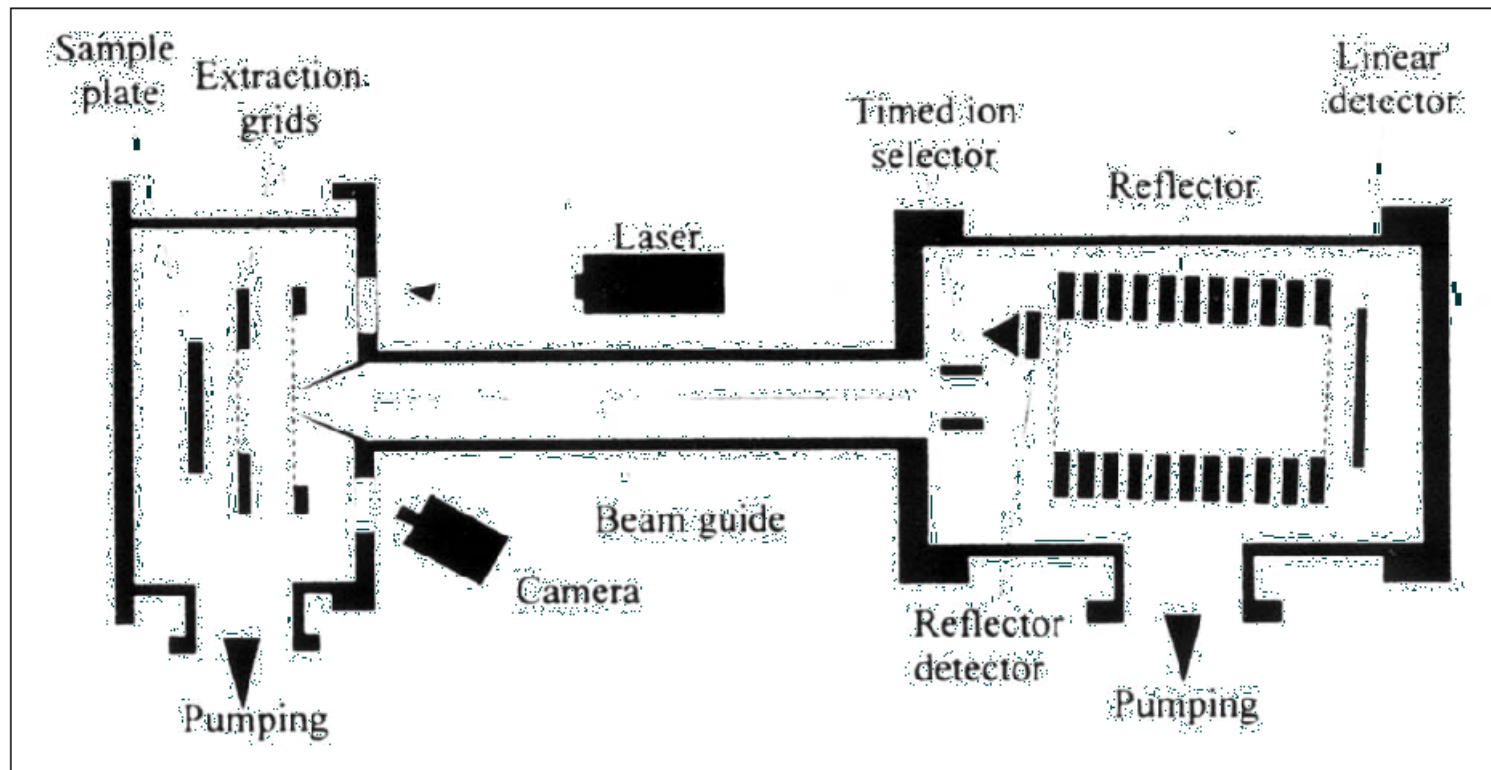 Sample
plate
Extraction
grids
Timed ion
selector
Linear
detector
Reflector
Laser
Beam guide
Camera
Reflector
detector
Pumping
Pumping